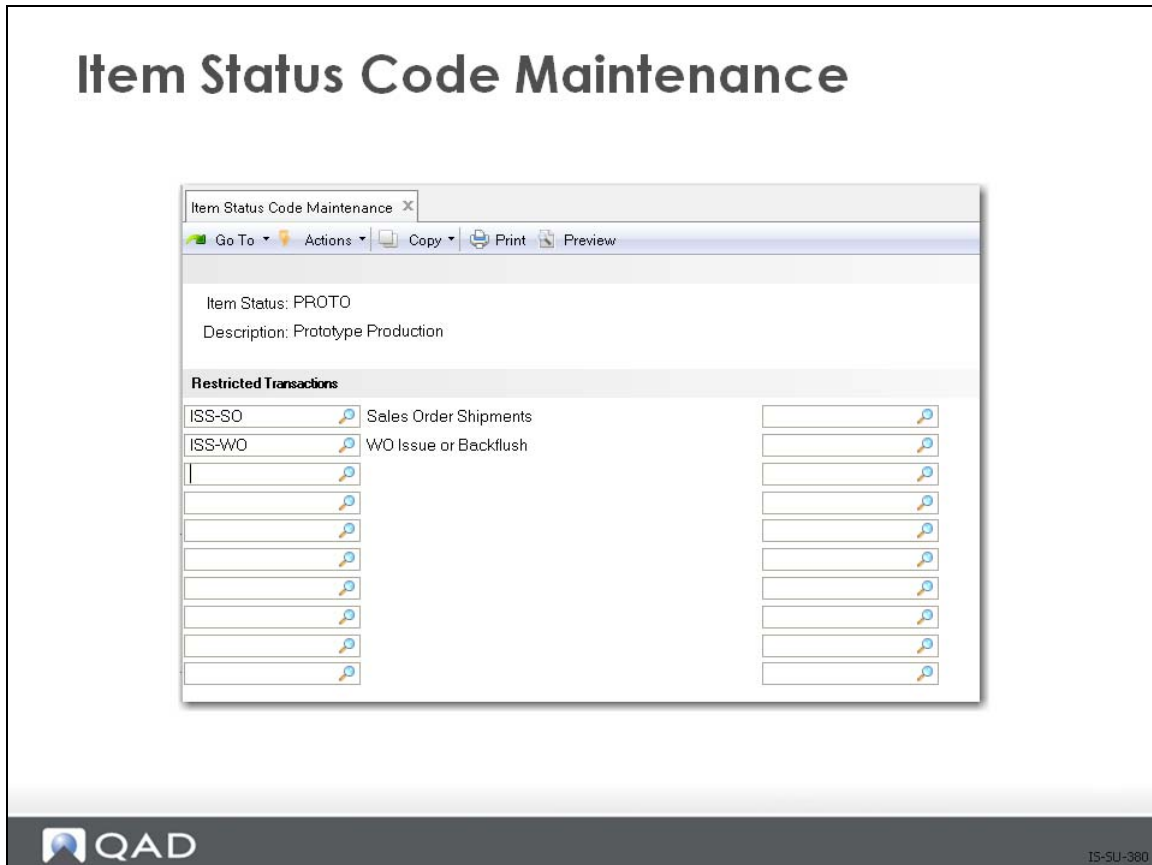 Item Status Code Maintenance
Item Status Code Maintenance
Go To Actions Copy Print Preview
Item Status: PROTO
Description: Prototype Production
Restricted Transactions
ISS-SO Sales Order Shipments
ISS-WO WO Issue or Backflush
QAD
IS-SU-380